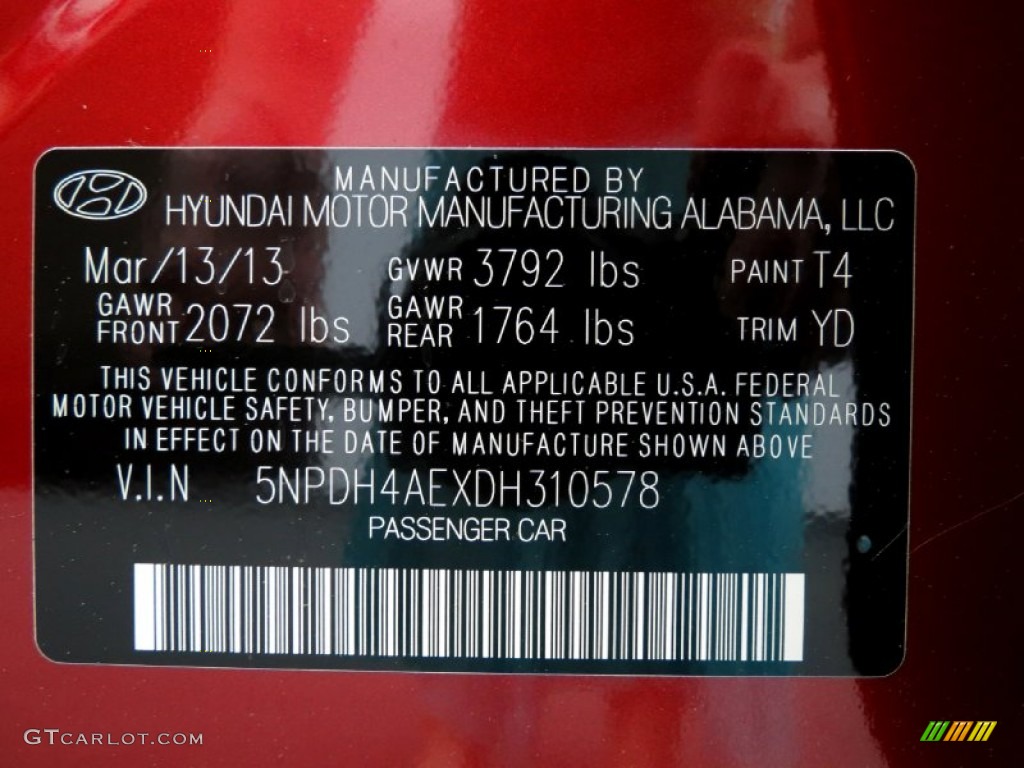 MANUFACTURED BY
HYUNDAI MOTOR MANUFACTURING ALABAMA, LLC
Mar/13/13 GVWR 3792 lbs PAINT T4
GAWR FRONT 2072 lbs GAWR REAR 1764 lbs TRIM YD
THIS VEHICLE CONFORMS TO ALL APPLICABLE U.S.A. FEDERAL
MOTOR VEHICLE SAFETY, BUMPER, AND THEFT PREVENTION STANDARDS
IN EFFECT ON THE DATE OF MANUFACTURE SHOWN ABOVE
V.I.N 5NPDH4AEXDH310578
PASSENGER CAR
GTCARLOT.COM